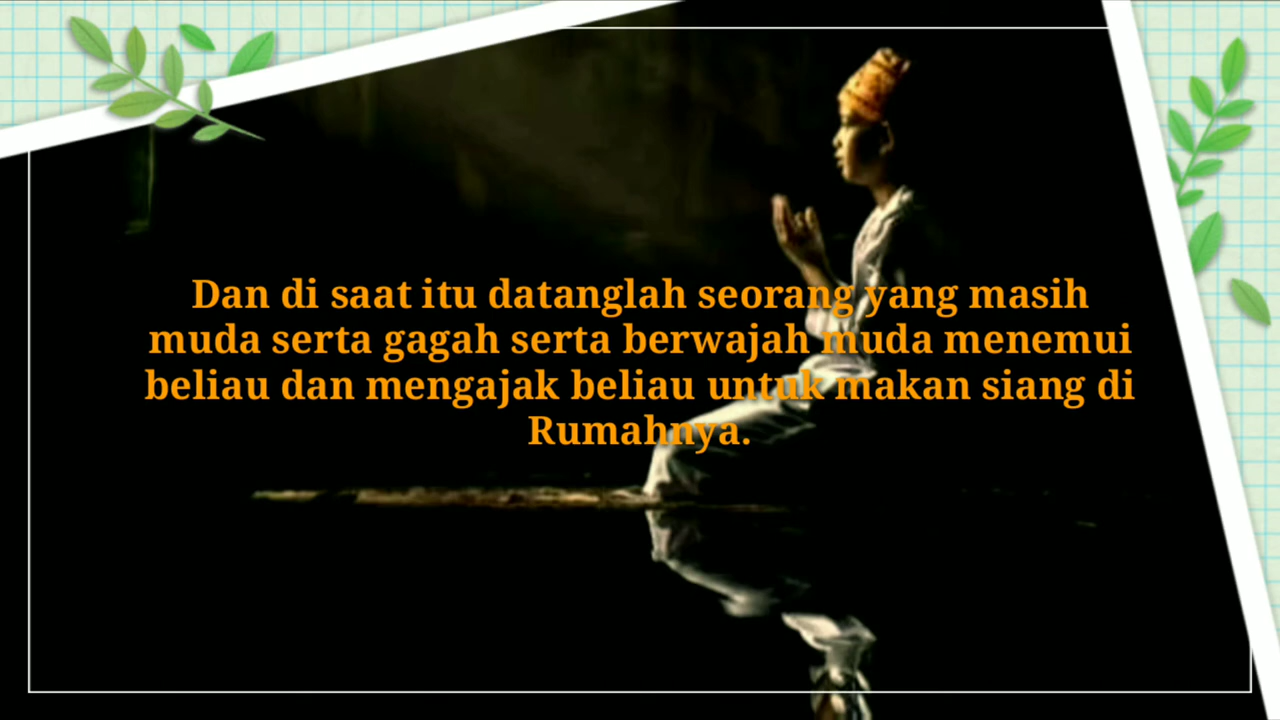 Dan di saat itu datanglah seorang yang masih
muda serta gagah serta berwajah muda menemui
beliau dan mengajak beliau untuk makan siang di
Rumahnya.